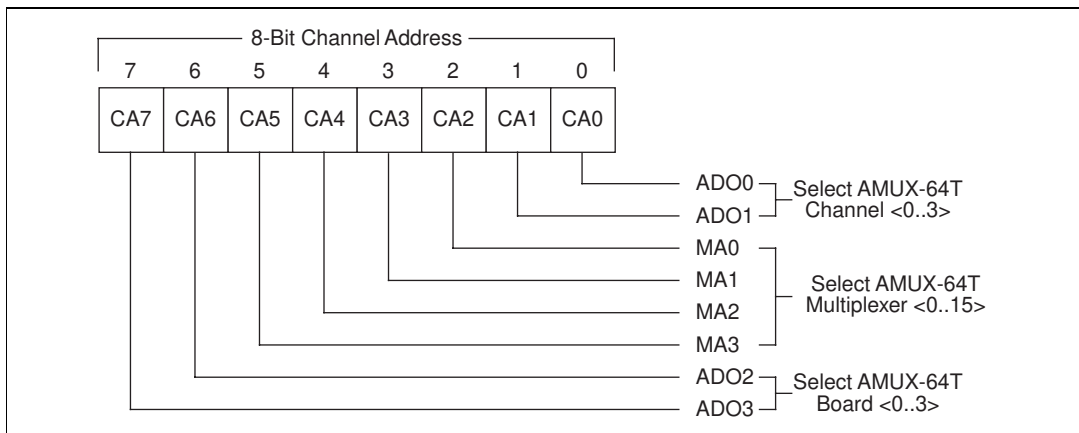 8-Bit Channel Address
7 6 5 4 3 2 1 0
CA7 CA6 CA5 CA4 CA3 CA2 CA1 CA0
ADO0
ADO1
Select AMUX-64T
Channel <0..3>
MA0
MA1
MA2
MA3
Select AMUX-64T
Multiplexer <0..15>
ADO2
ADO3
Select AMUX-64T
Board <0..3>